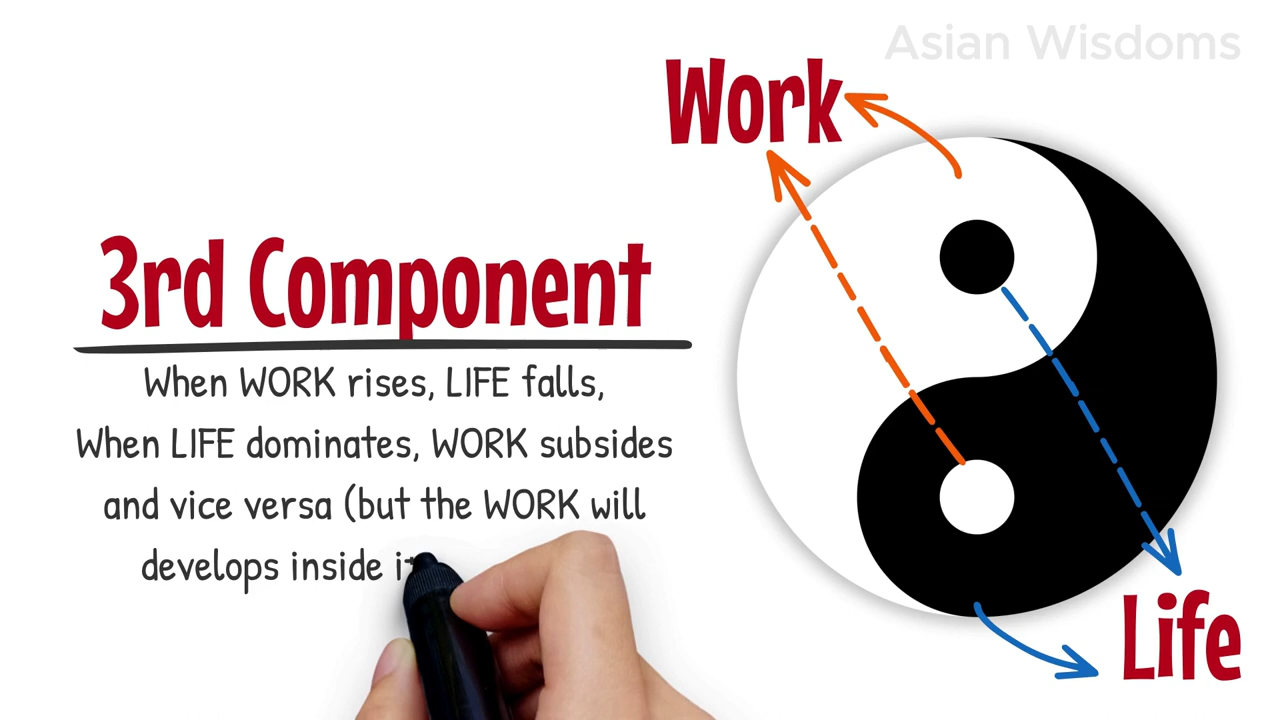 Asian Wisdoms
Work
3rd Component
When WORK rises, LIFE falls,
When LIFE dominates, WORK subsides
and vice versa (but the WORK will
develops inside
Life